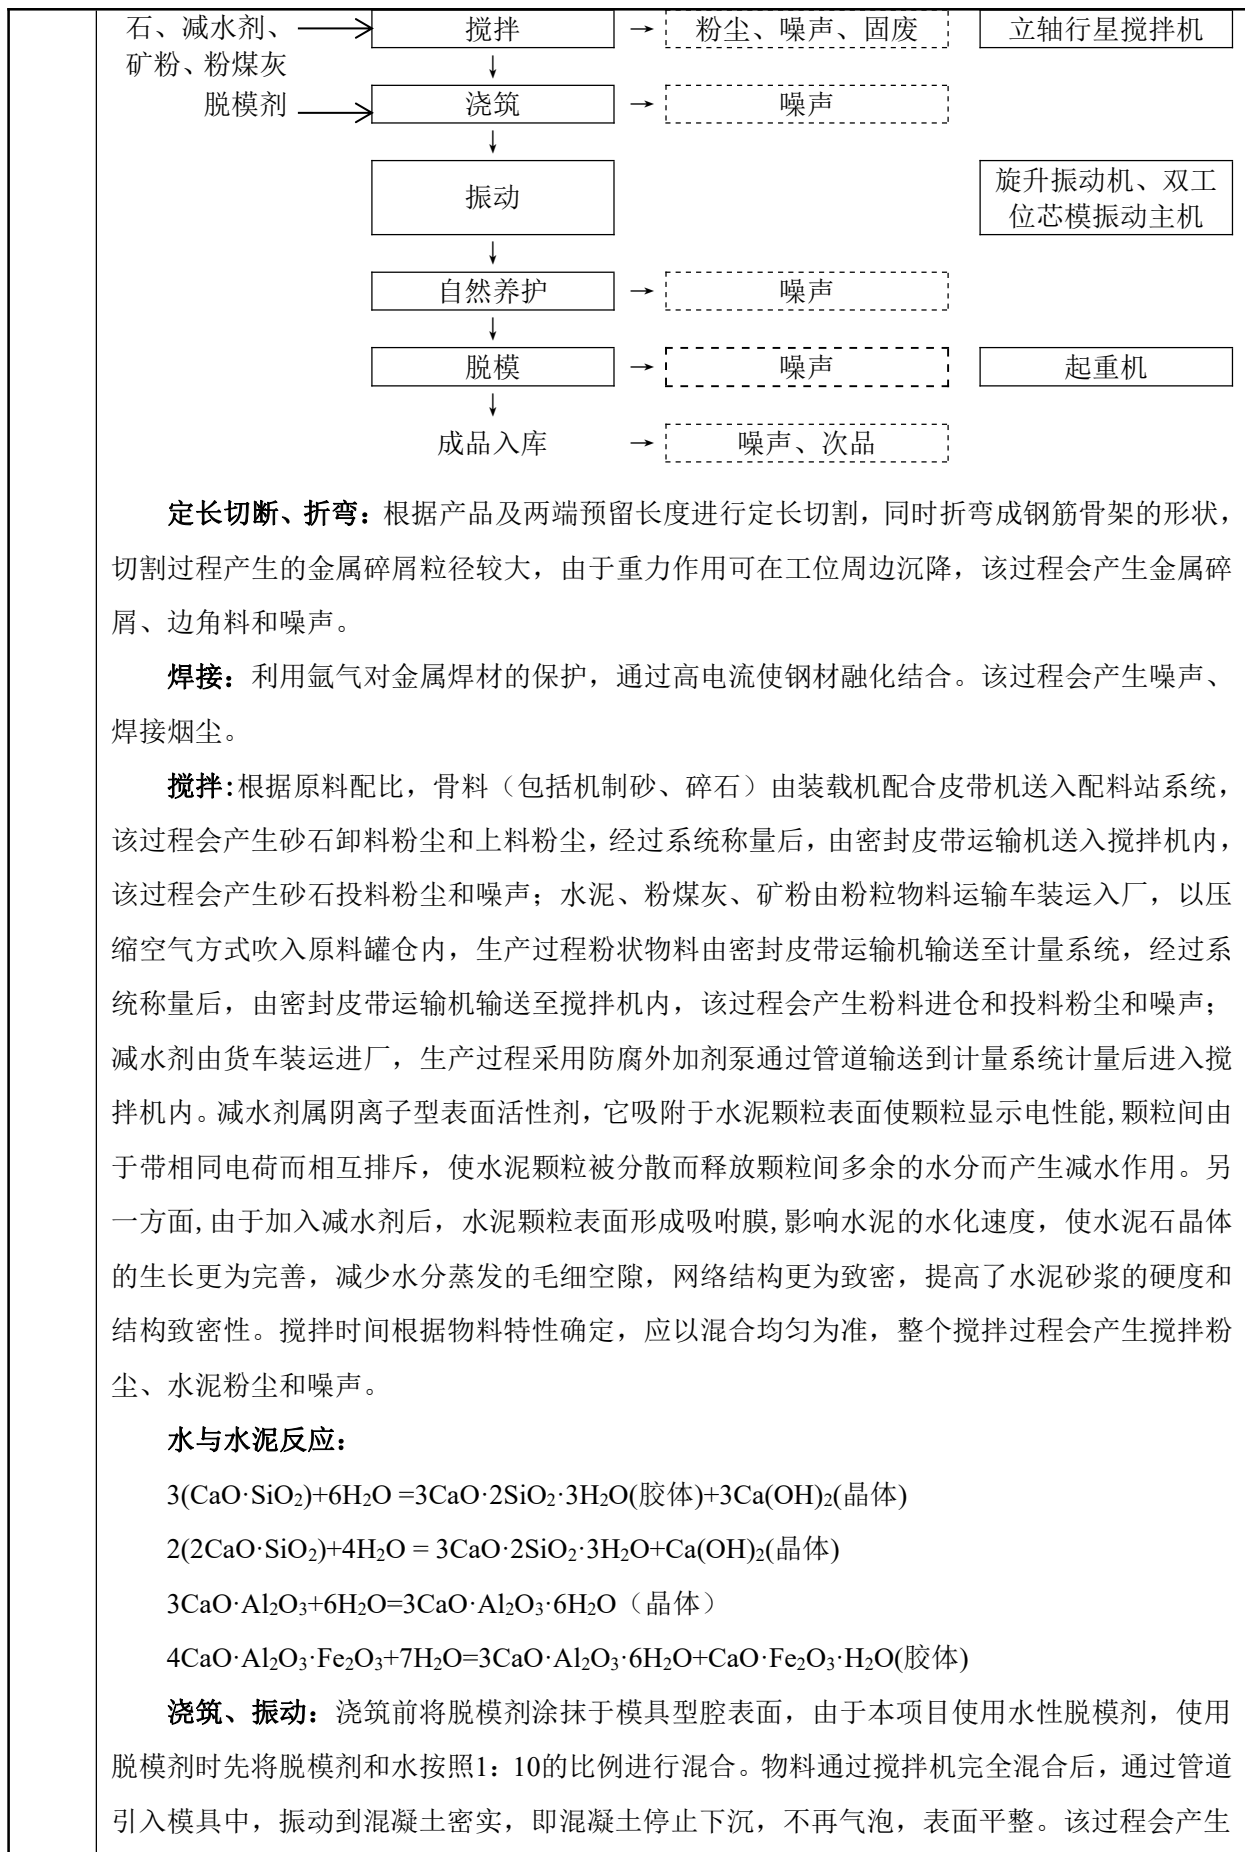 石、减水剂、 搅拌 → 粉尘、噪声、固废 立轴行星搅拌机
矿粉、粉煤灰 ↓
脱模剂 浇筑 → 噪声
↓
振动 旋升振动机、双工
位芯模振动主机
↓
自然养护 → 噪声
↓
脱模 → 噪声 起重机
↓
成品入库 → 噪声、次品
定长切断、折弯：根据产品及两端预留长度进行定长切割，同时折弯成钢筋骨架的形状，
切割过程产生的金属碎屑粒径较大，由于重力作用可在工位周边沉降，该过程会产生金属碎
屑、边角料和噪声。
焊接：利用氩气对金属焊材的保护，通过高电流使钢材融化结合。该过程会产生噪声、
焊接烟尘。
搅拌:根据原料配比，骨料（包括机制砂、碎石）由装载机配合皮带机送入配料站系统，
该过程会产生砂石卸料粉尘和上料粉尘，经过系统称量后，由密封皮带运输机送入搅拌机内，
该过程会产生砂石投料粉尘和噪声；水泥、粉煤灰、矿粉由粉粒物料运输车装运入厂，以压
缩空气方式吹入原料罐仓内，生产过程粉状物料由密封皮带运输机输送至计量系统，经过系
统称量后，由密封皮带运输机输送至搅拌机内，该过程会产生粉料进仓和投料粉尘和噪声；
减水剂由货车装运进厂，生产过程采用防腐外加剂泵通过管道输送到计量系统计量后进入搅
拌机内。减水剂属阴离子型表面活性剂，它吸附于水泥颗粒表面使颗粒显示电性能,颗粒间由
于带相同电荷而相互排斥，使水泥颗粒被分散而释放颗粒间多余的水分而产生减水作用。另
一方面,由于加入减水剂后，水泥颗粒表面形成吸咐膜,影响水泥的水化速度，使水泥石晶体
的生长更为完善，减少水分蒸发的毛细空隙，网络结构更为致密，提高了水泥砂浆的硬度和
结构致密性。搅拌时间根据物料特性确定，应以混合均匀为准，整个搅拌过程会产生搅拌粉
尘、水泥粉尘和噪声。
水与水泥反应：
3(CaO·SiO₂)+6H₂O =3CaO·2SiO₂·3H₂O(胶体)+3Ca(OH)₂(晶体)
2(2CaO·SiO₂)+4H₂O = 3CaO·2SiO₂·3H₂O+Ca(OH)₂(晶体)
3CaO·Al₂O₃+6H₂O=3CaO·Al₂O₃·6H₂O（晶体）
4CaO·Al₂O₃·Fe₂O₃+7H₂O=3CaO·Al₂O₃·6H₂O+CaO·Fe₂O₃·H₂O(胶体)
浇筑、振动：浇筑前将脱模剂涂抹于模具型腔表面，由于本项目使用水性脱模剂，使用
脱模剂时先将脱模剂和水按照1：10的比例进行混合。物料通过搅拌机完全混合后，通过管道
引入模具中，振动到混凝土密实，即混凝土停止下沉，不再气泡，表面平整。该过程会产生